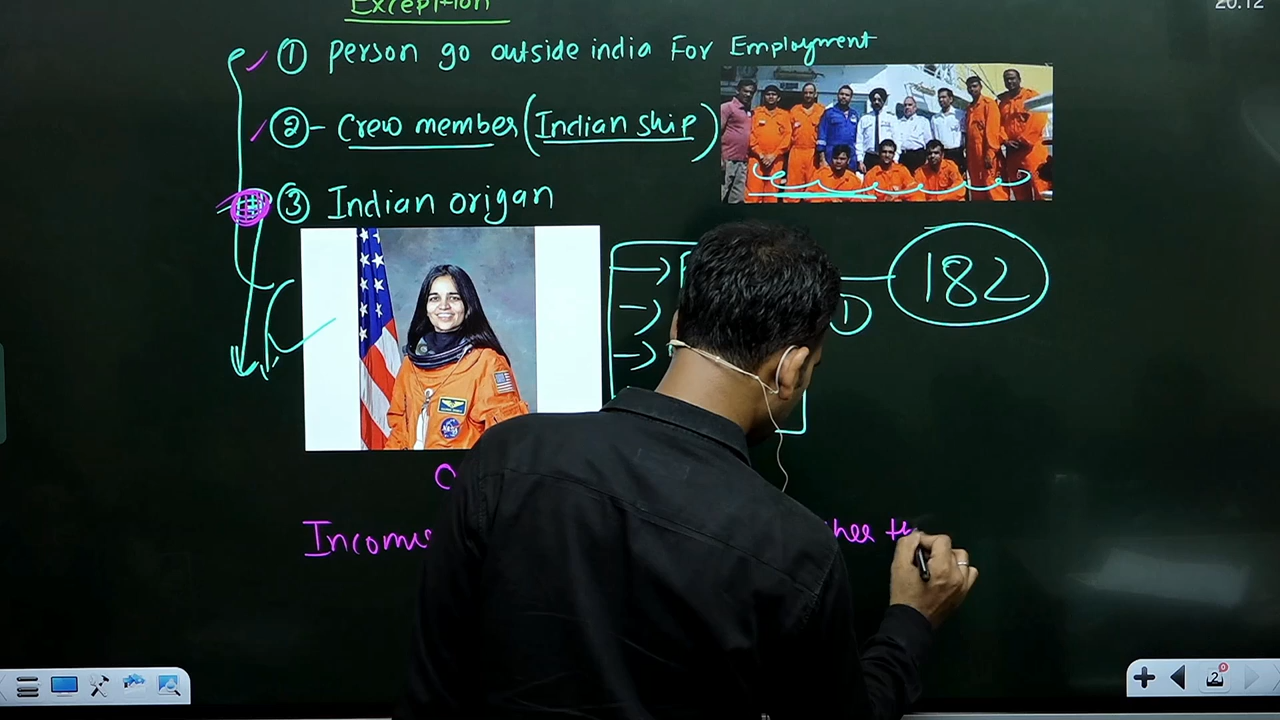 Exception
20:12
① person go outside india For Employment
②- Crew member (Indian ship)
③ Indian origan
182
Income
2